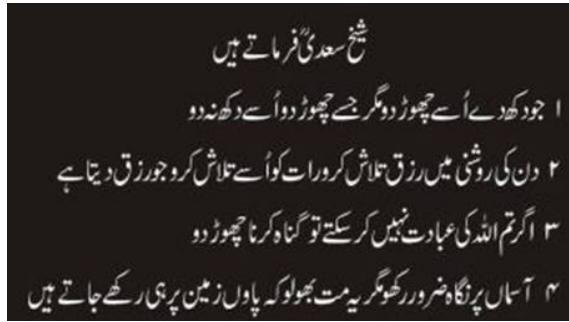 شیخ سعدیؒ فرماتے ہیں
۱ جو دکھ دے اُسے چھوڑ دو مگر جسے چھوڑ دو اُسے دکھ نہ دو
۲ دن کی روشنی میں رزق تلاش کرو رات کو اُسے تلاش کرو جو رزق دیتا ہے
۳ اگر تم اللہ کی عبادت نہیں کر سکتے تو گناہ کرنا چھوڑ دو
۴ آسماں پر نگاہ ضرور رکھو مگر یہ مت بھولو کہ پاوں زمین پر ہی رکھے جاتے ہیں